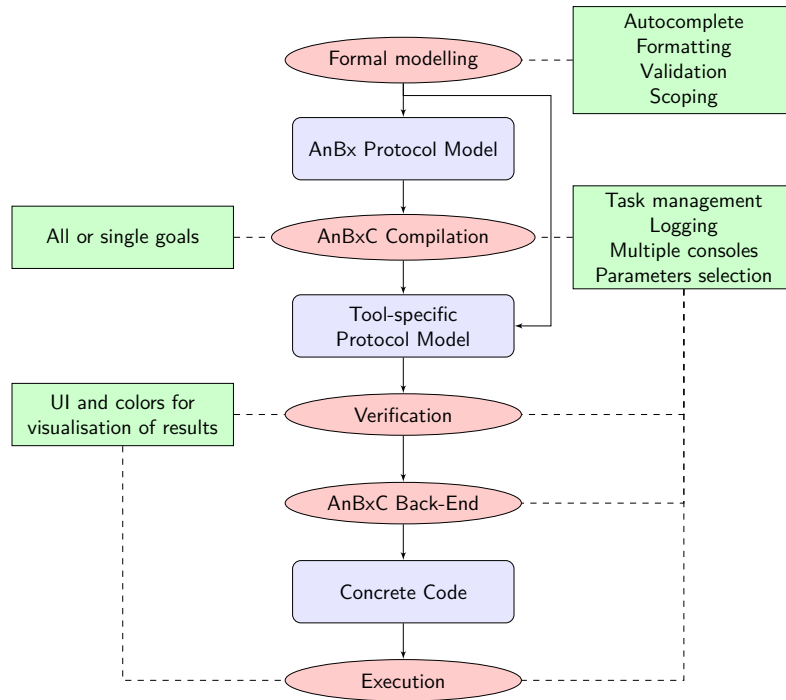 Formal modelling
Autocomplete
Formatting
Validation
Scoping
AnBx Protocol Model
All or single goals
AnBxC Compilation
Task management
Logging
Multiple consoles
Parameters selection
Tool-specific
Protocol Model
UI and colors for
visualisation of results
Verification
AnBxC Back-End
Concrete Code
Execution